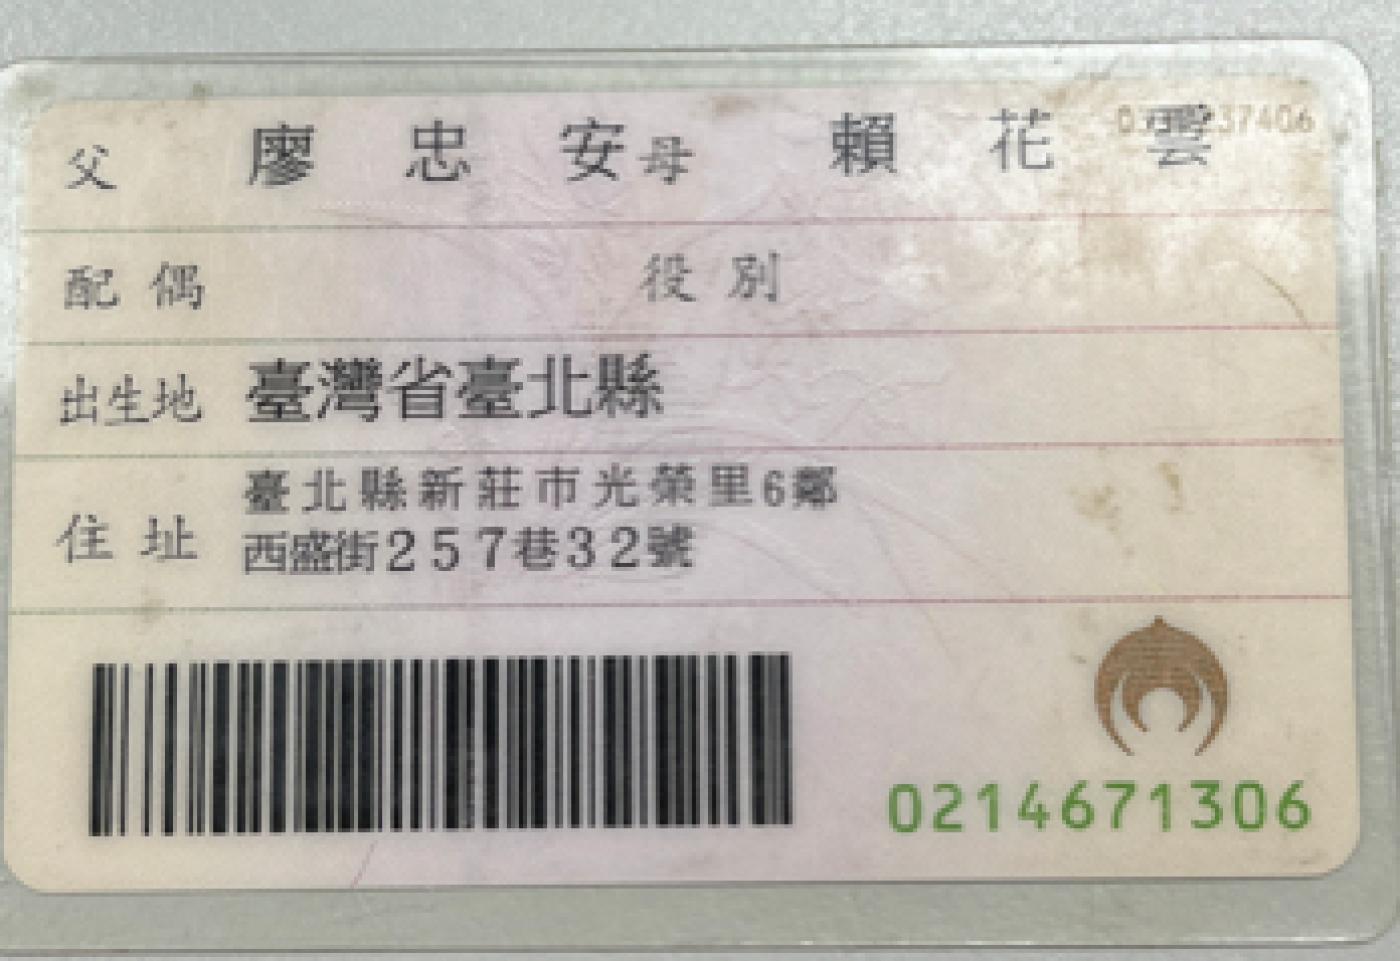 父 廖忠安 母 賴花雲
配偶 役別
出生地 臺灣省臺北縣
住址 臺北縣新莊市光榮里6鄰
西盛街257巷32號
0214671306